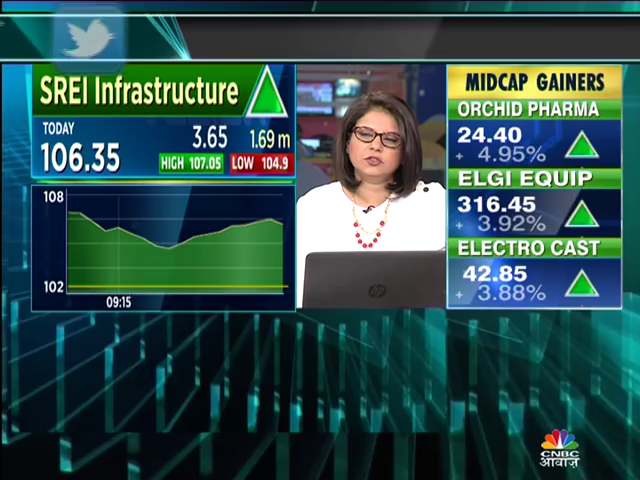 SREI Infrastructure
TODAY
106.35
3.65
1.69 m
HIGH 107.05
LOW 104.9
108
102
09:15
MIDCAP GAINERS
ORCHID PHARMA
24.40
+ 4.95%
ELGI EQUIP
316.45
+ 3.92%
ELECTRO CAST
42.85
+ 3.88%
hp
CNBC
आवाज़